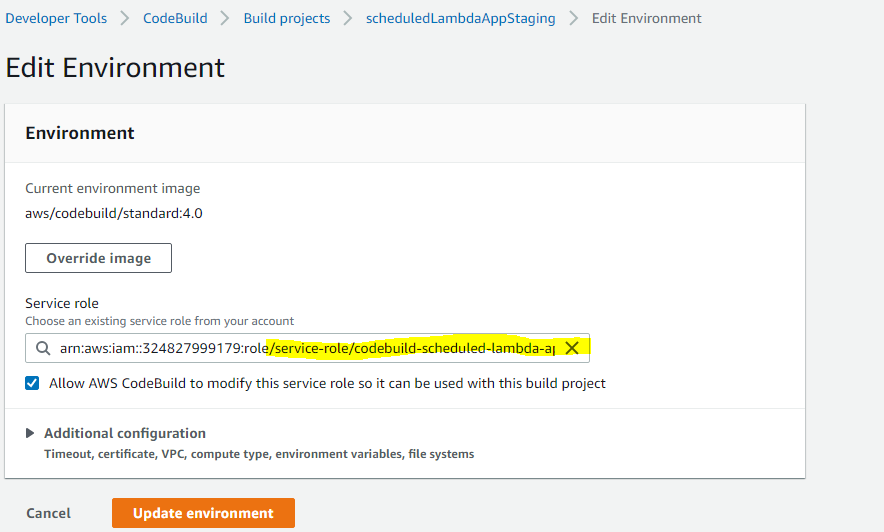 Developer Tools > CodeBuild > Build projects > scheduledLambdaAppStaging > Edit Environment
Edit Environment
Environment
Current environment image
aws/codebuild/standard:4.0
Override image
Service role
Choose an existing service role from your account
arn:aws:iam::324827999179:role/service-role/codebuild-scheduled-lambda-ap
Allow AWS CodeBuild to modify this service role so it can be used with this build project
Additional configuration
Timeout, certificate, VPC, compute type, environment variables, file systems
Cancel Update environment